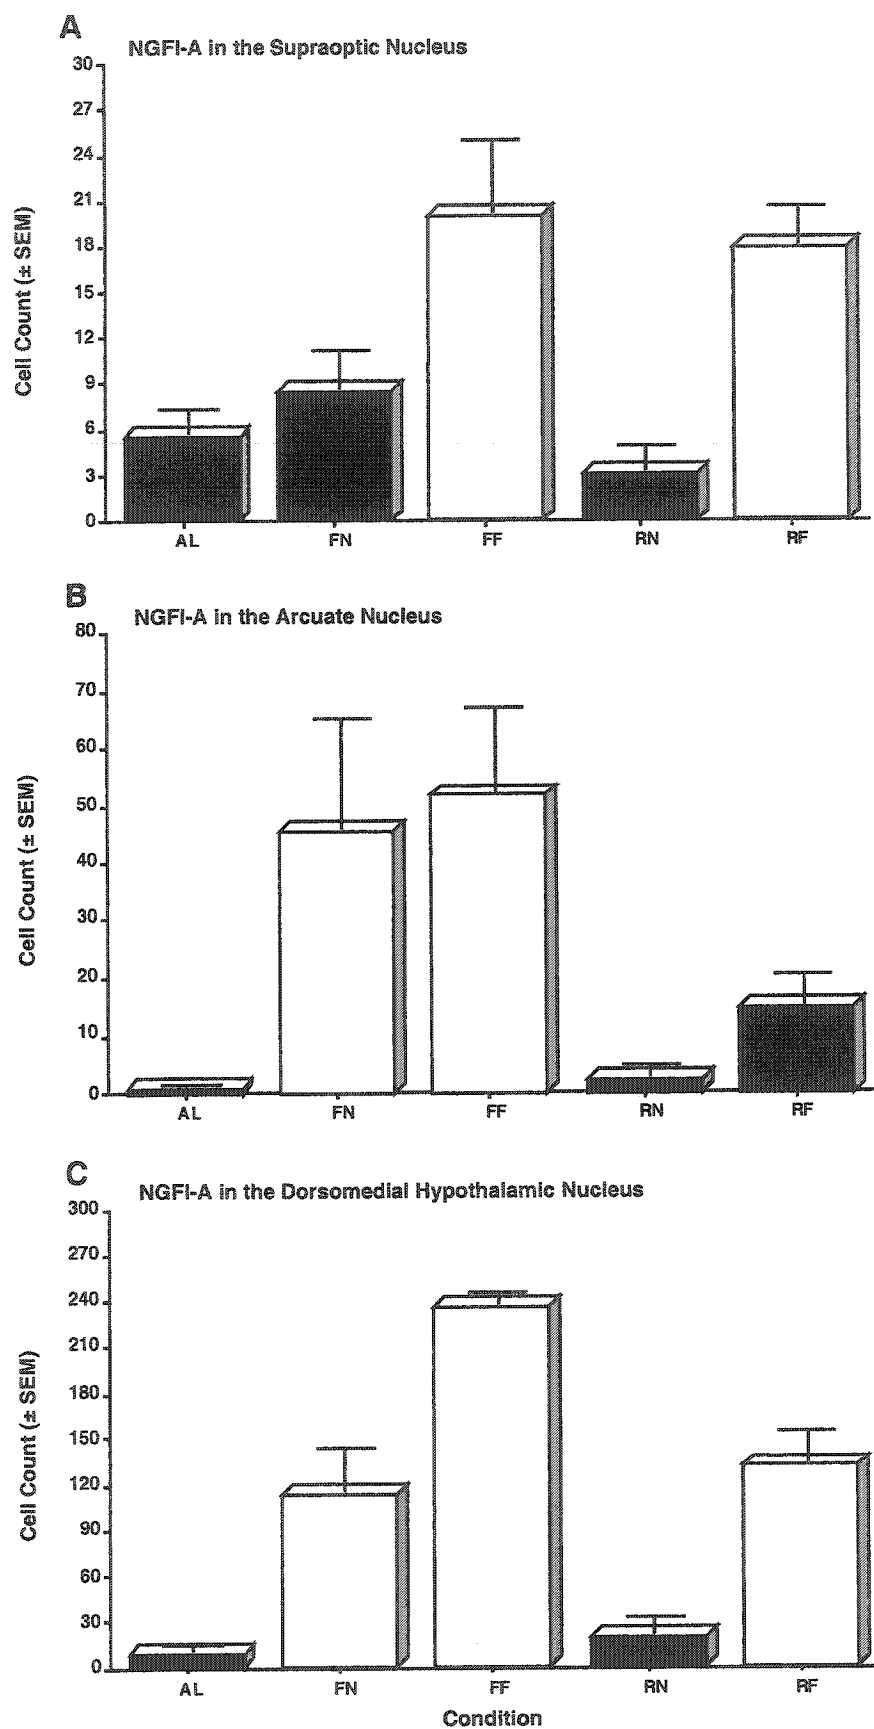 A
NGFI-A in the Supraoptic Nucleus
30
27
24
21
18
15
12
9
6
3
0
Cell Count (± SEM)
AL FN FF RN RF
B
NGFI-A in the Arcuate Nucleus
80
70
60
50
40
30
20
10
0
Cell Count (± SEM)
AL FN FF RN RF
C
NGFI-A in the Dorsomedial Hypothalamic Nucleus
300
270
240
210
180
150
120
90
60
30
0
Cell Count (± SEM)
AL FN FF RN RF
Condition